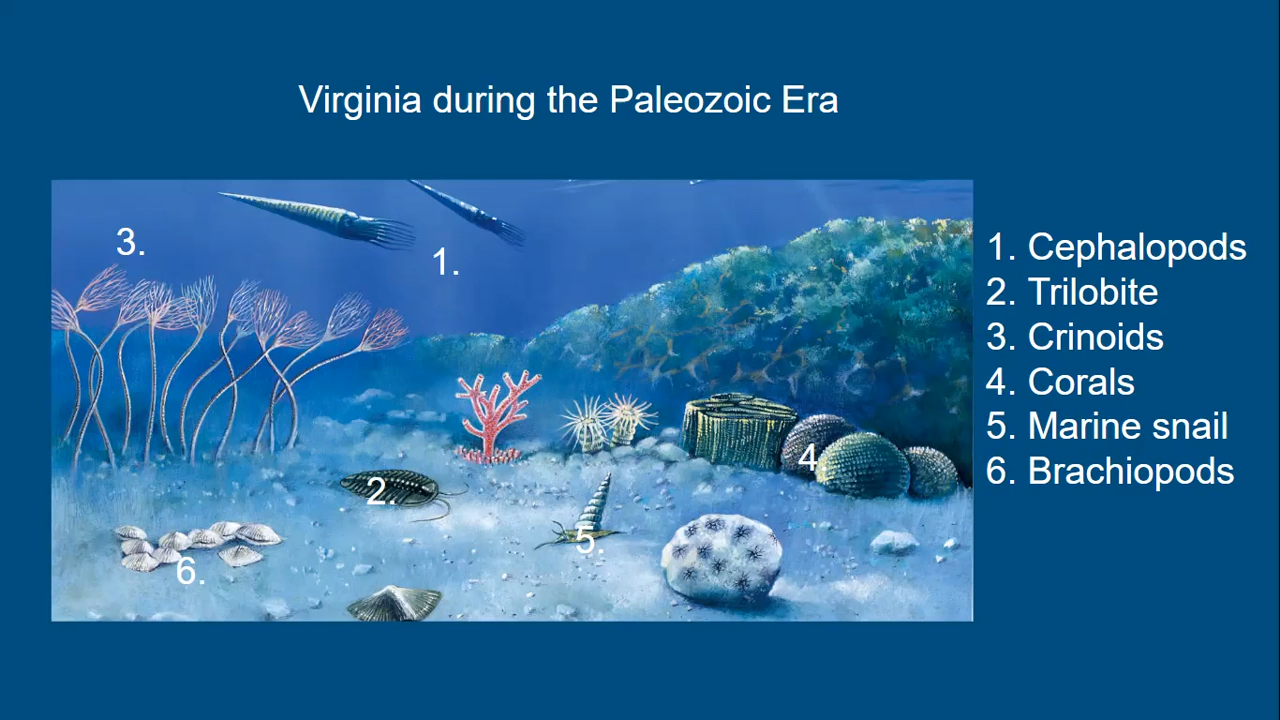 Virginia during the Paleozoic Era
3.
1.
4
2.
5.
6.
1. Cephalopods
2. Trilobite
3. Crinoids
4. Corals
5. Marine snail
6. Brachiopods